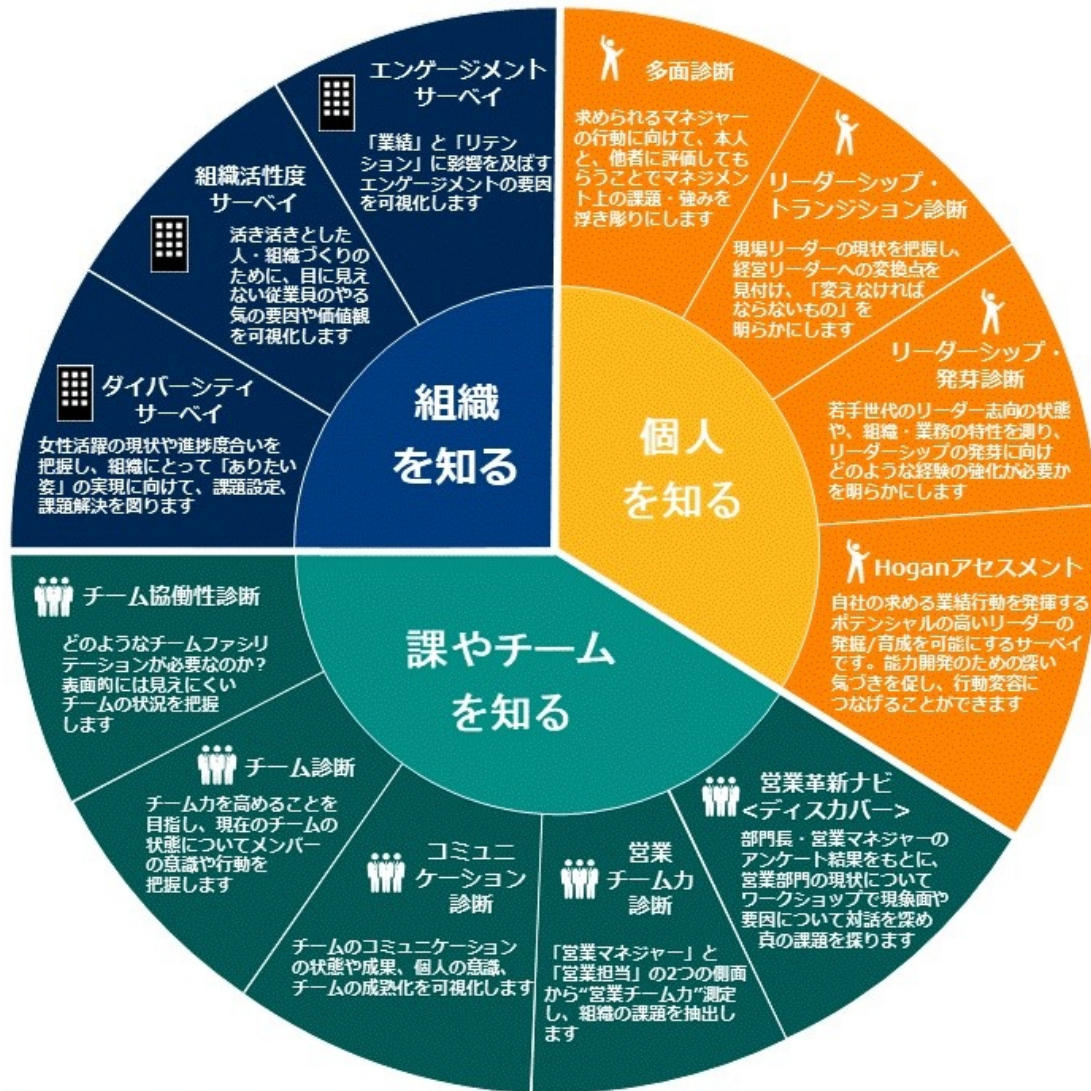 エンゲージメント
サーベイ
「業結」と「リテン
ション」に影響を及ぼす
エンゲージメントの要因
を可視化します
組織活性度
サーベイ
活き活きとした
人・組織づくりの
ために、目に見え
ない従業員のやる
気の要因や価値観
を可視化します
ダイバーシティ
サーベイ
女性活躍の現状や進捗度合いを
把握し、組織にとって「ありたい
姿」の実現に向けて、課題設定、
課題解決を図ります
組織
を知る
多面診断
求められるマネジャー
の行動に向けて、本人
と、他者に評価しても
らうことでマネジメン
ト上の課題・強みを
浮き彫りにします
リーダーシップ・
トランジション診断
現場リーダーの現状を把握し、
経営リーダーへの変換点を
見付け、「変えなければ
ならないもの」を
明らかにします
リーダーシップ・
発芽診断
若手世代のリーダー志向の状態
や、組織・業務の特性を測り、
リーダーシップの発芽に向け
どのような経験の強化が必要か
を明らかにします
Hoganアセスメント
自社の求める業結行動を発揮する
ポテンシャルの高いリーダーの
発掘/育成を可能にするサーベイ
です。能力開発のための深い
気づきを促し、行動変容に
つなげることができます
個人
を知る
課やチーム
を知る
チーム協働性診断
どのようなチームファシリ
テーションが必要なのか？
表面的には見えにくい
チームの状況を把握
します
チーム診断
チーム力を高めることを
目指し、現在のチームの
状態についてメンバー
の意識や行動を
把握します
コミュニ
ケーション
診断
チームのコミュニケーション
の状態や成果、個人の意識、
チームの成熟化を可視化します
営業
チーム力
診断
「営業マネジャー」と
「営業担当」の2つの側面
から“営業チーム力”測定
し、組織の課題を抽出し
ます
営業革新ナビ
<ディスカバー>
部門長・営業マネジャーの
アンケート結果をもとに、
営業部門の現状について
ワークショップで現象面や
要因について対話を深め
真の課題を探ります